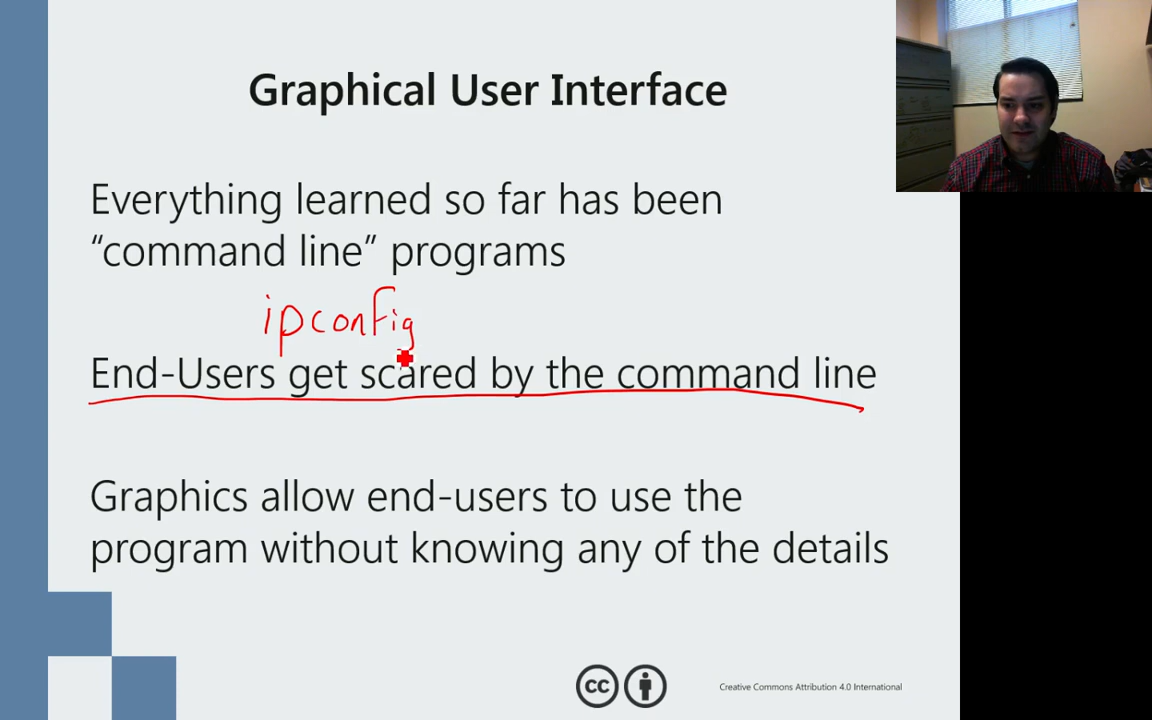 Graphical User Interface
Everything learned so far has been
“command line” programs
ipconfig
End-Users get scared by the command line
Graphics allow end-users to use the
program without knowing any of the details
cc
Creative Commons Attribution 4.0 International